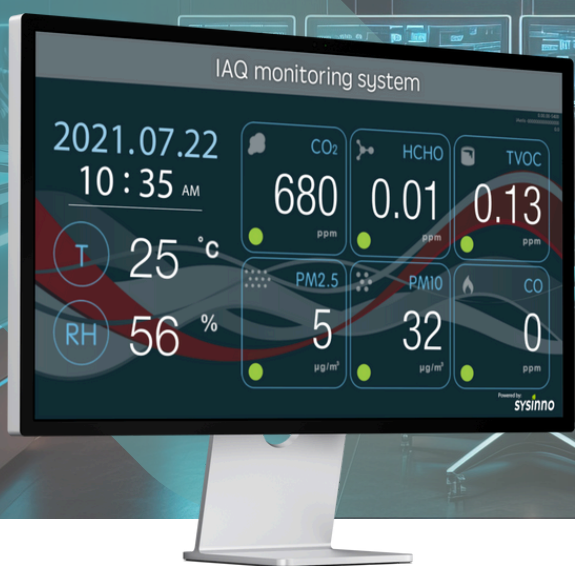 IAQ monitoring system
2021.07.22
10 : 35 AM
T 25 °C
RH 56 %
CO₂
680
ppm
HCHO
0.01
ppm
TVOC
0.13
ppm
PM2.5
5
µg/m³
PM10
32
µg/m³
CO
0
ppm
Powered by:
sysinno